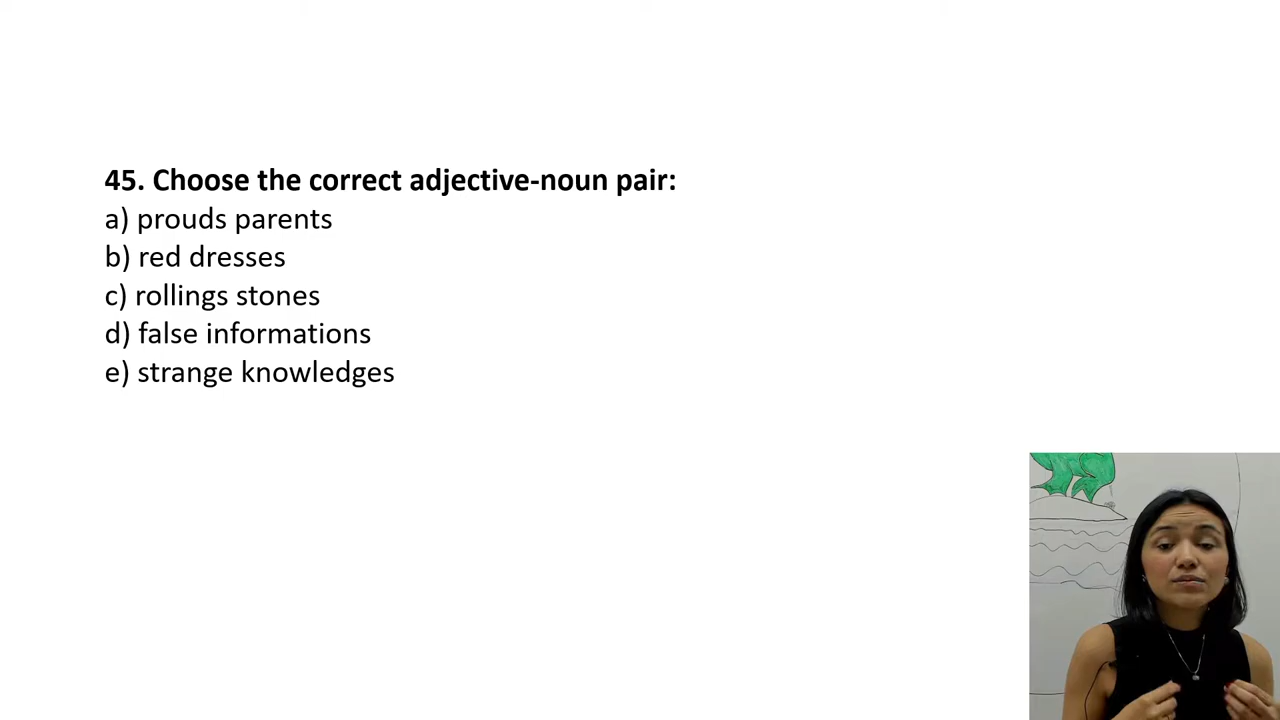 45. Choose the correct adjective-noun pair:
a) prouds parents
b) red dresses
c) rollings stones
d) false informations
e) strange knowledges